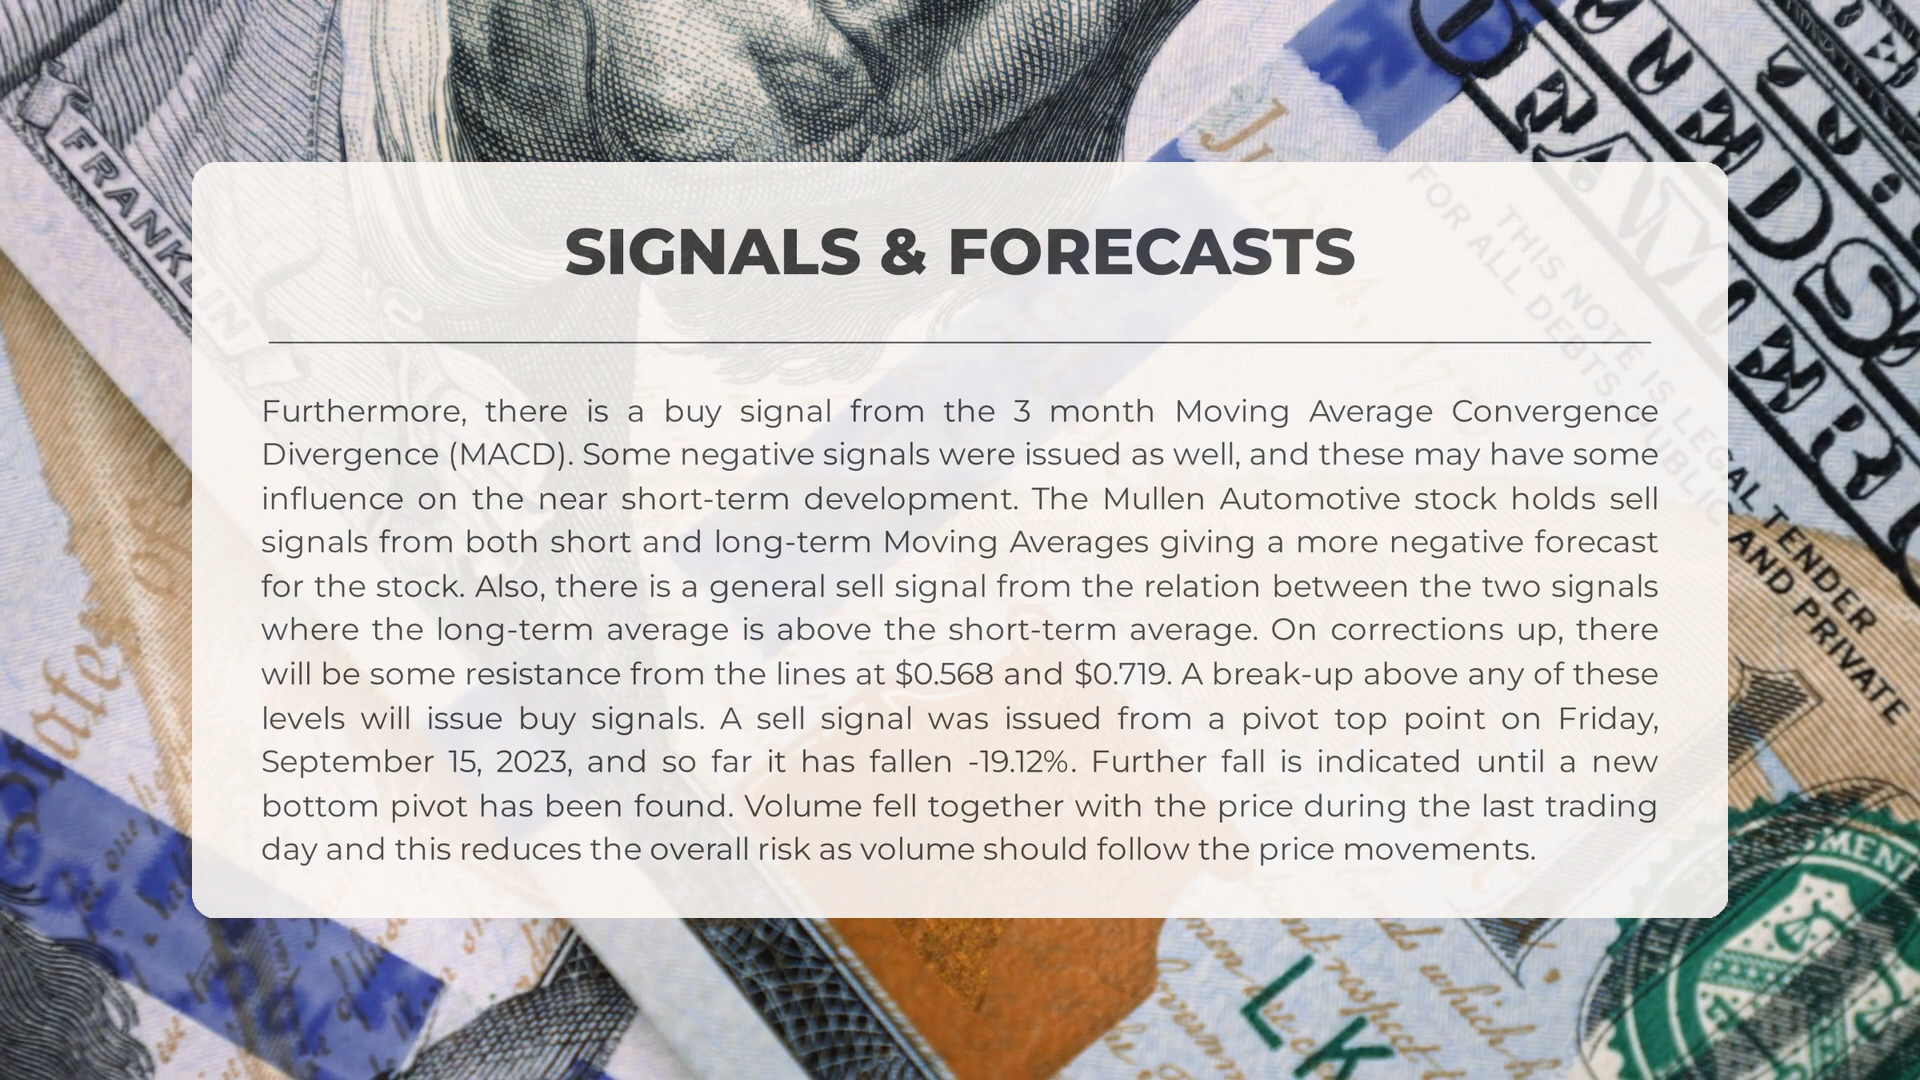 FRANKLIN
SIGNALS & FORECASTS
THIS NOTE IS LEGAL TENDER
FOR ALL DEBTS, PUBLIC AND PRIVATE
Furthermore, there is a buy signal from the 3 month Moving Average Convergence
Divergence (MACD). Some negative signals were issued as well, and these may have some
influence on the near short-term development. The Mullen Automotive stock holds sell
signals from both short and long-term Moving Averages giving a more negative forecast
for the stock. Also, there is a general sell signal from the relation between the two signals
where the long-term average is above the short-term average. On corrections up, there
will be some resistance from the lines at $0.568 and $0.719. A break-up above any of these
levels will issue buy signals. A sell signal was issued from a pivot top point on Friday,
September 15, 2023, and so far it has fallen -19.12%. Further fall is indicated until a new
bottom pivot has been found. Volume fell together with the price during the last trading
day and this reduces the overall risk as volume should follow the price movements.
L K